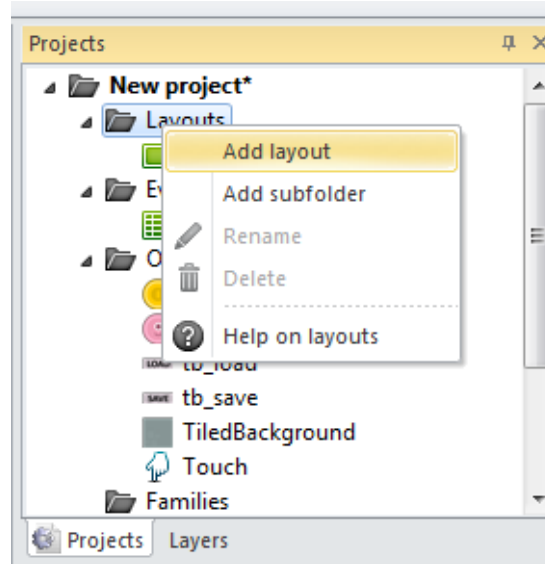 Projects
New project*
Layouts
Add layout
E
Add subfolder
Rename
O
Delete
Help on layouts
tb_load
tb_save
TiledBackground
Touch
Families
Projects Layers